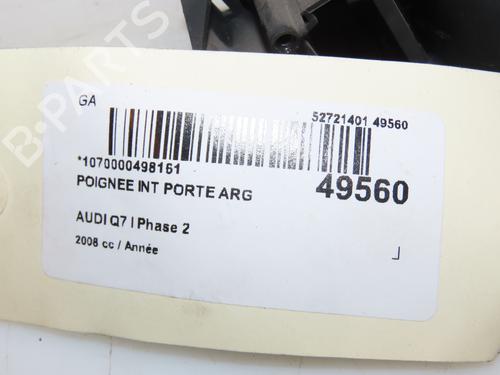 B-PARTS
GA
52721401 49560
*1070000498161
POIGNEE INT PORTE ARG
49560
AUDI Q7 I Phase 2
2008 cc / Année